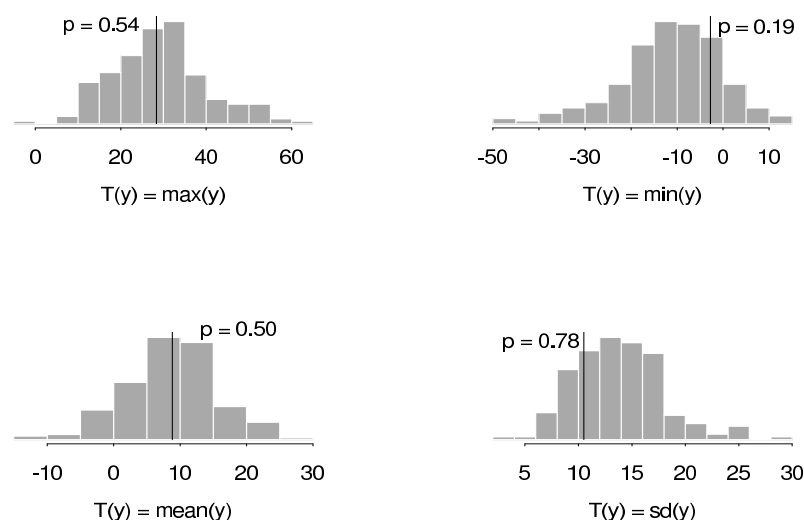 p = 0.54
0 20 40 60
T(y) = max(y)
p = 0.19
-50 -30 -10 0 10
T(y) = min(y)
p = 0.50
-10 0 10 20 30
T(y) = mean(y)
p = 0.78
5 10 15 20 25 30
T(y) = sd(y)